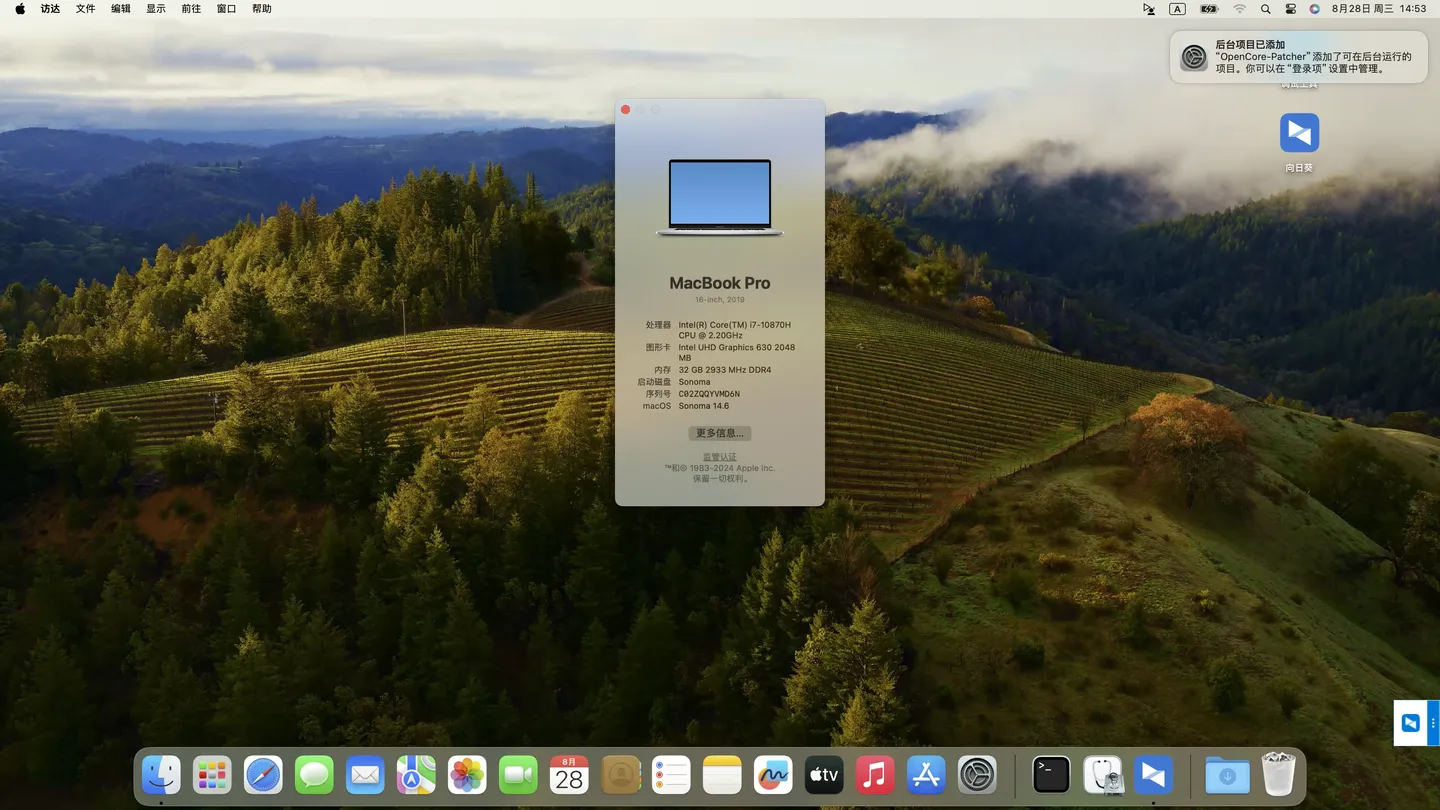 访达 文件 编辑 显示 前往 窗口 帮助
A
8月28日 周三 14:53
后台项目已添加
“OpenCore-Patcher”添加了可在后台运行的
项目。你可以在“登录项”设置中管理。
调试工具
向日葵
MacBook Pro
16-inch, 2019
处理器 Intel(R) Core(TM) i7-10870H
CPU @ 2.20GHz
图形卡 Intel UHD Graphics 630 2048
MB
内存 32 GB 2933 MHz DDR4
启动磁盘 Sonoma
序列号 C02ZQQYVMD6N
macOS Sonoma 14.6
更多信息...
监管认证
™和© 1983-2024 Apple Inc.
保留一切权利。
8月
28
tv
>_